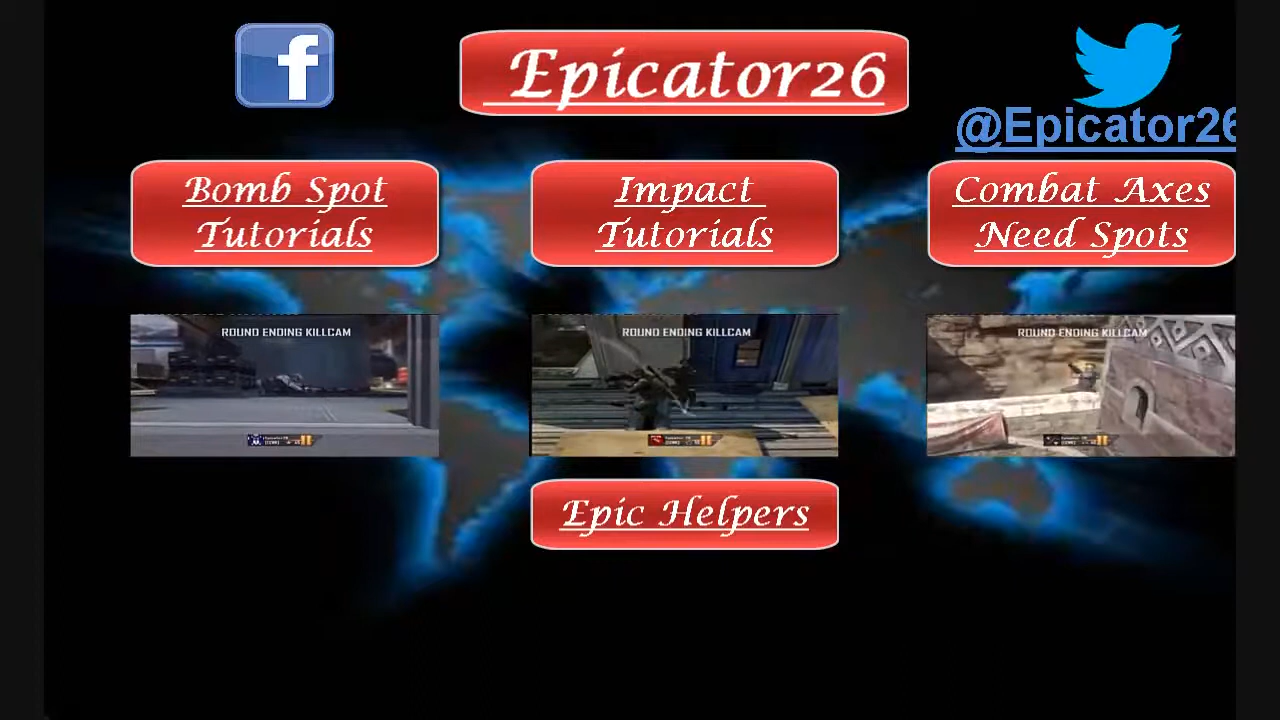 f
Epicator26
@Epicator26
Bomb Spot
Tutorials
Impact
Tutorials
Combat Axes
Need Spots
ROUND ENDING KILLCAM
ROUND ENDING KILLCAM
ROUND ENDING KILLCAM
Epic Helpers